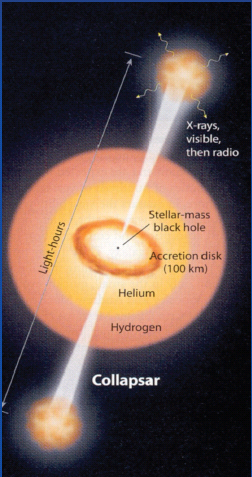 X-rays,
visible,
then radio
Light-hours
Stellar-mass
black hole
Accretion disk
(100 km)
Helium
Hydrogen
Collapsar